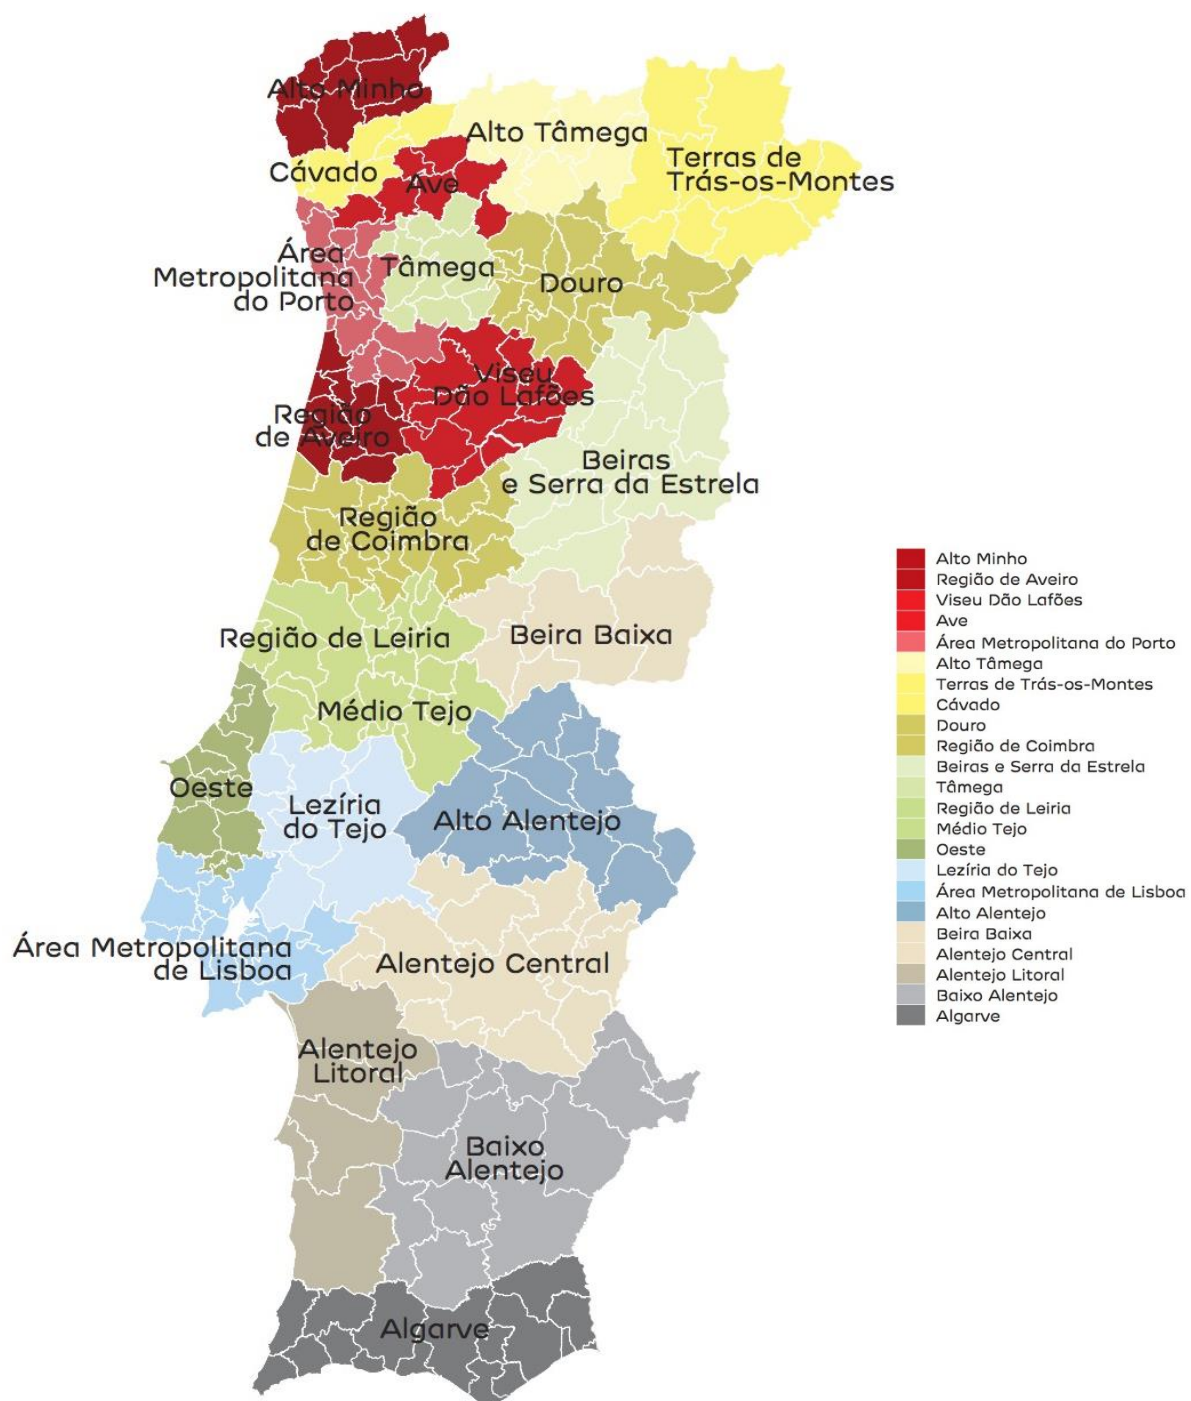 Alto Minho
Alto Tâmega
Cávado
Terras de
Trás-os-Montes
Ave
Área
Metropolitana
do Porto
Tâmega
Douro
Viseu
Dão Lafões
Região
de Aveiro
Beiras
e Serra da Estrela
Região
de Coimbra
Região de Leiria
Beira Baixa
Médio Tejo
Oeste
Lezíria
do Tejo
Alto Alentejo
Área Metropolitana
de Lisboa
Alentejo Central
Alentejo
Litoral
Baixo
Alentejo
Algarve
Alto Minho
Região de Aveiro
Viseu Dão Lafões
Ave
Área Metropolitana do Porto
Alto Tâmega
Terras de Trás-os-Montes
Cávado
Douro
Região de Coimbra
Beiras e Serra da Estrela
Tâmega
Região de Leiria
Médio Tejo
Oeste
Lezíria do Tejo
Área Metropolitana de Lisboa
Alto Alentejo
Beira Baixa
Alentejo Central
Alentejo Litoral
Baixo Alentejo
Algarve